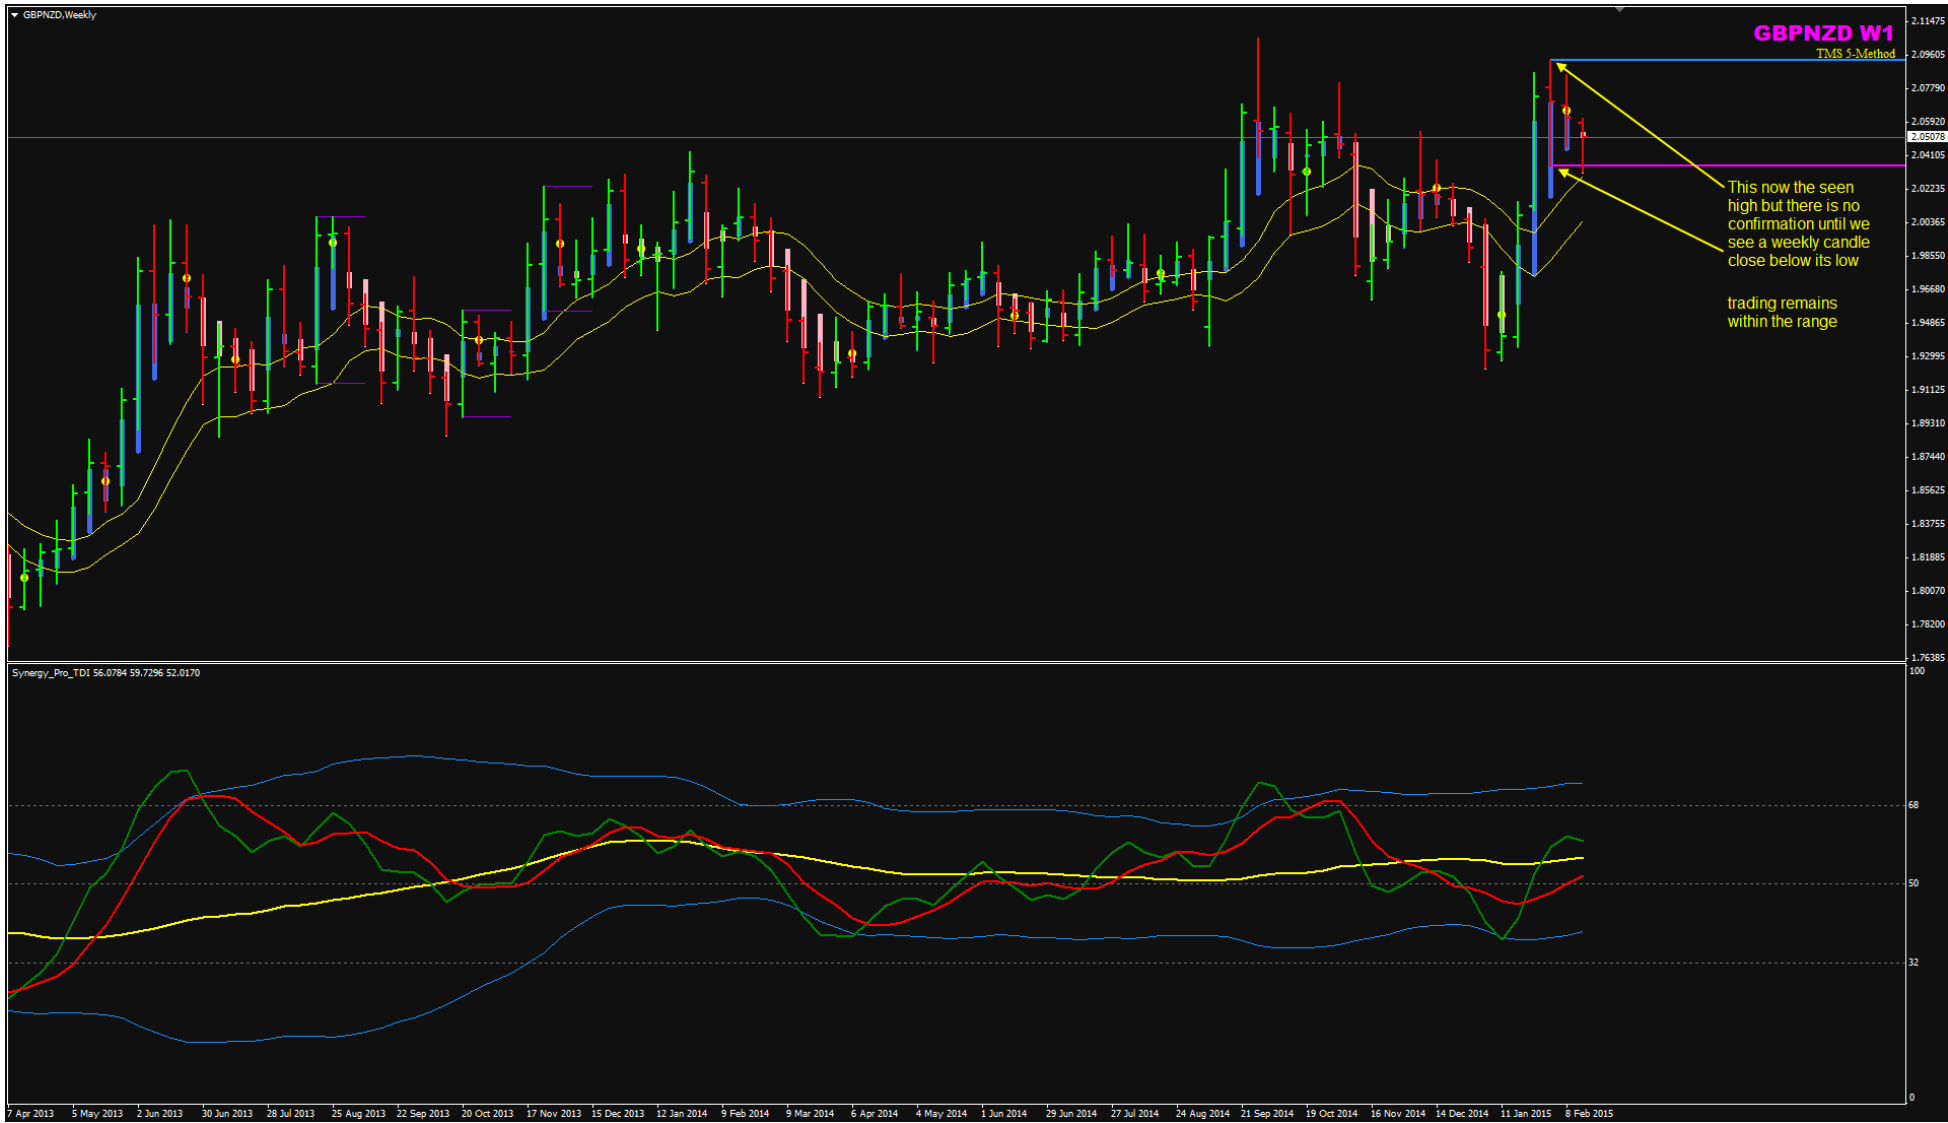 GBPNZD,Weekly
GBPNZD W1
TMS 5-Method
2.11475
2.09605
2.07790
2.05920
2.05078
2.04105
2.02235
2.00365
1.98550
1.96680
1.94865
1.92995
1.91125
1.89310
1.87440
1.85625
1.83755
1.81885
1.80070
1.78200
1.76385
This now the seen
high but there is no
confirmation until we
see a weekly candle
close below its low
trading remains
within the range
Synergy_Pro_TDI 56.0784 59.7296 52.0170
100
68
50
32
0
7 Apr 2013 5 May 2013 2 Jun 2013 30 Jun 2013 28 Jul 2013 25 Aug 2013 22 Sep 2013 20 Oct 2013 17 Nov 2013 15 Dec 2013 12 Jan 2014 9 Feb 2014 9 Mar 2014 6 Apr 2014 4 May 2014 1 Jun 2014 29 Jun 2014 27 Jul 2014 24 Aug 2014 21 Sep 2014 19 Oct 2014 16 Nov 2014 14 Dec 2014 11 Jan 2015 8 Feb 2015